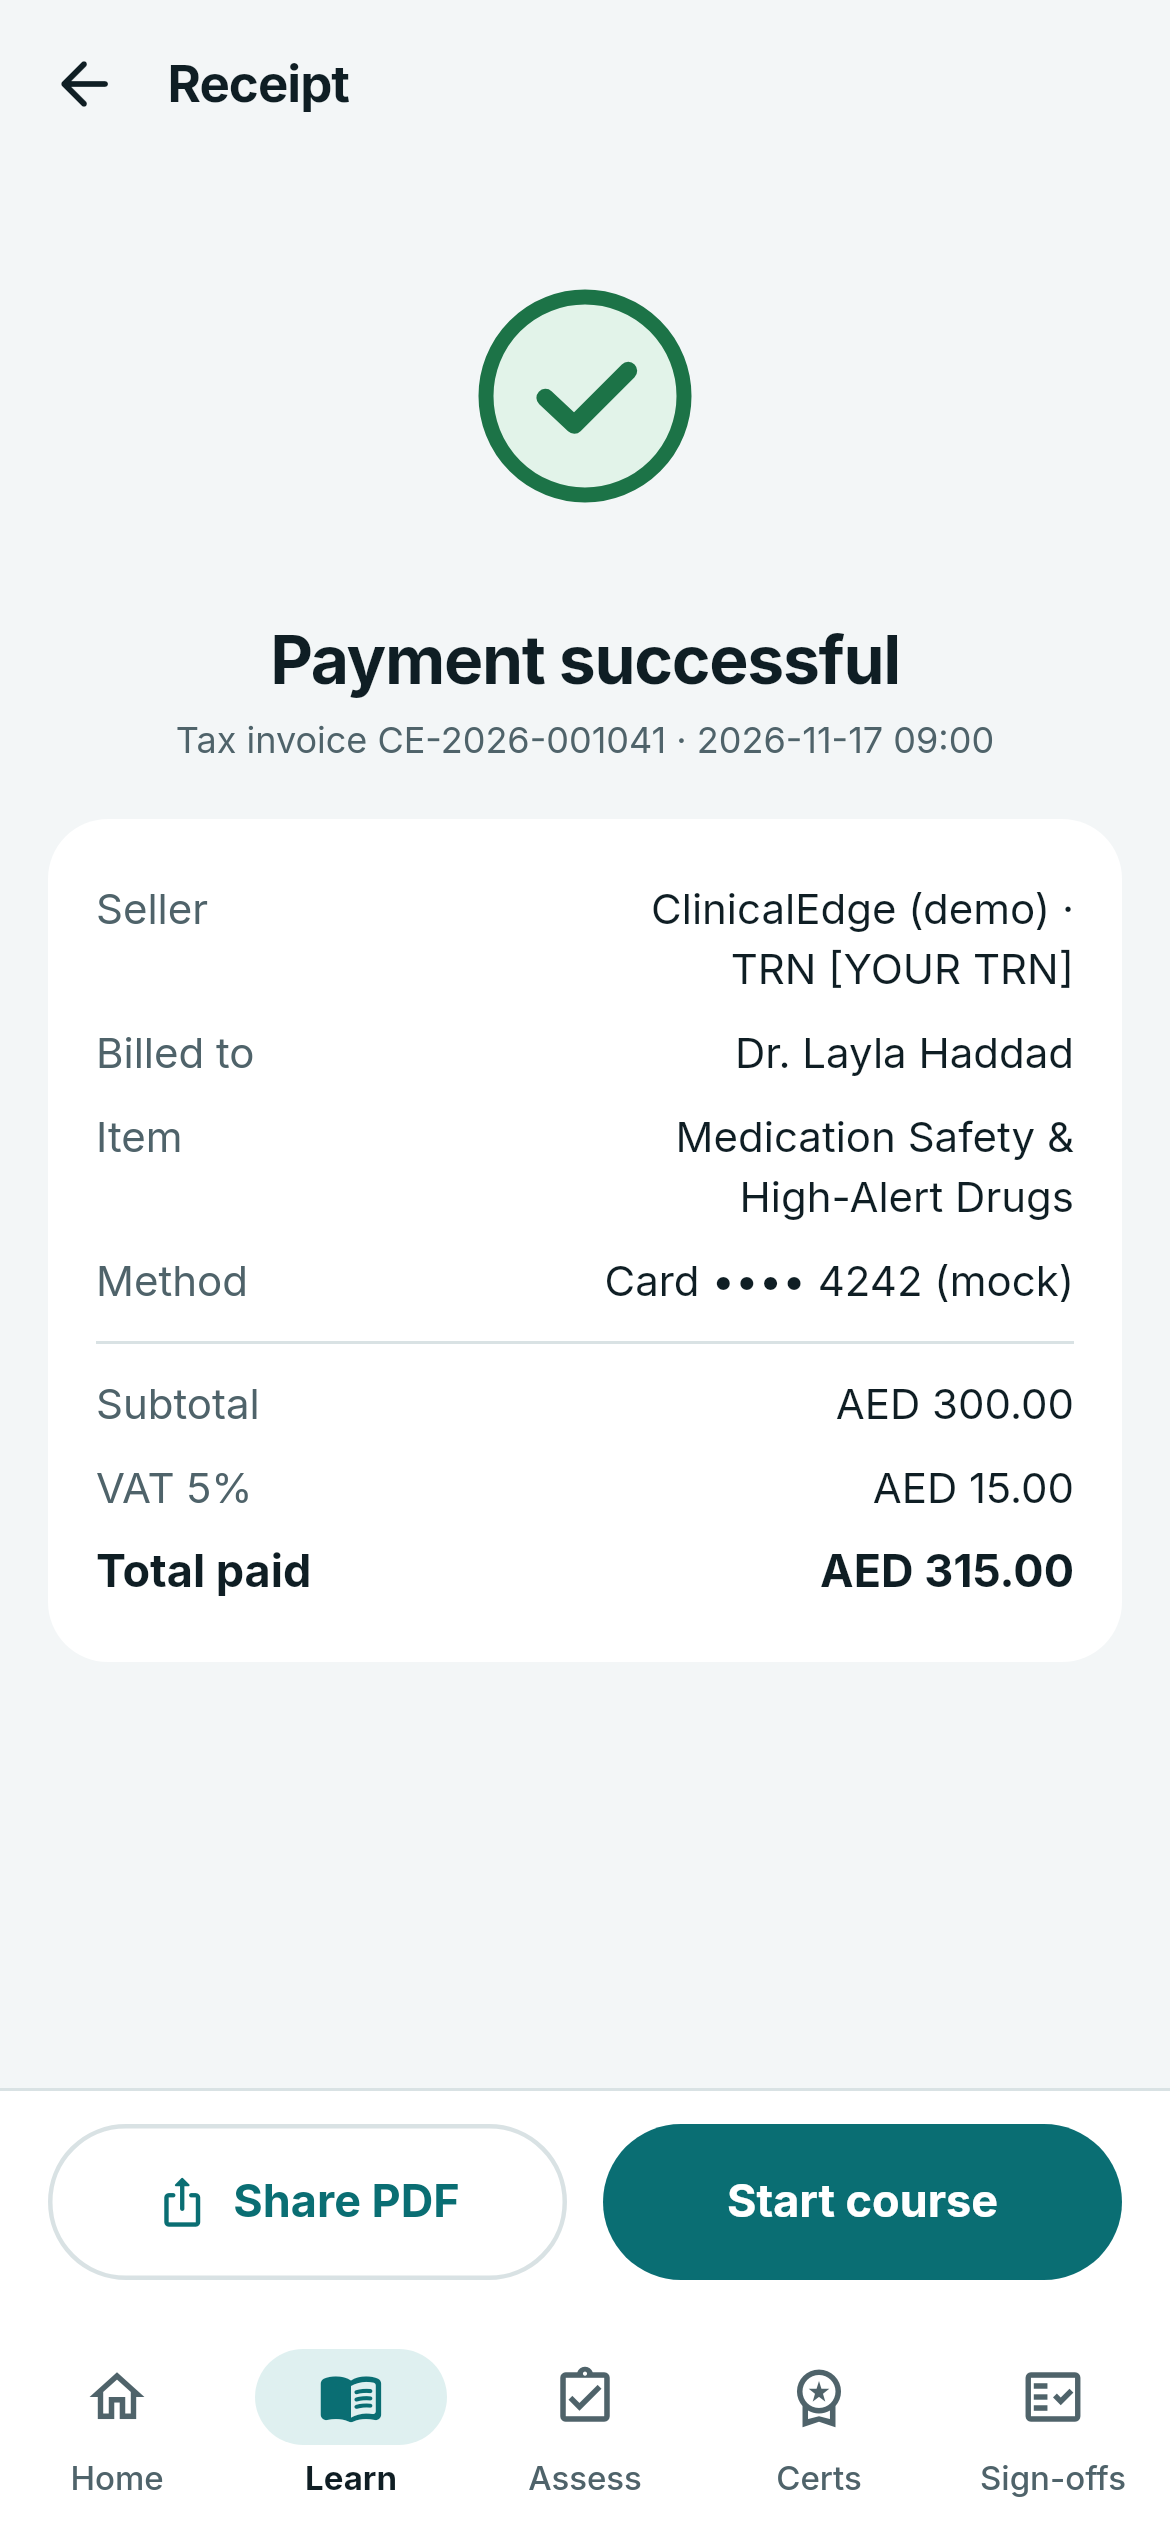 Receipt
Payment successful
Tax invoice CE-2026-001041 · 2026-11-17 09:00
Seller
ClinicalEdge (demo) ·
TRN [YOUR TRN]
Billed to
Dr. Layla Haddad
Item
Medication Safety &
High-Alert Drugs
Method
Card •••• 4242 (mock)
Subtotal
AED 300.00
VAT 5%
AED 15.00
Total paid
AED 315.00
Share PDF
Start course
Home
Learn
Assess
Certs
Sign-offs